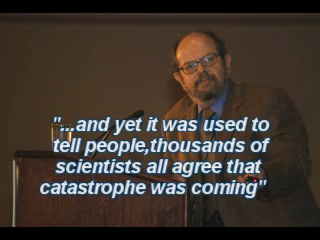 "...and yet it was used to
tell people,thousands of
scientists all agree that
catastrophe was coming"